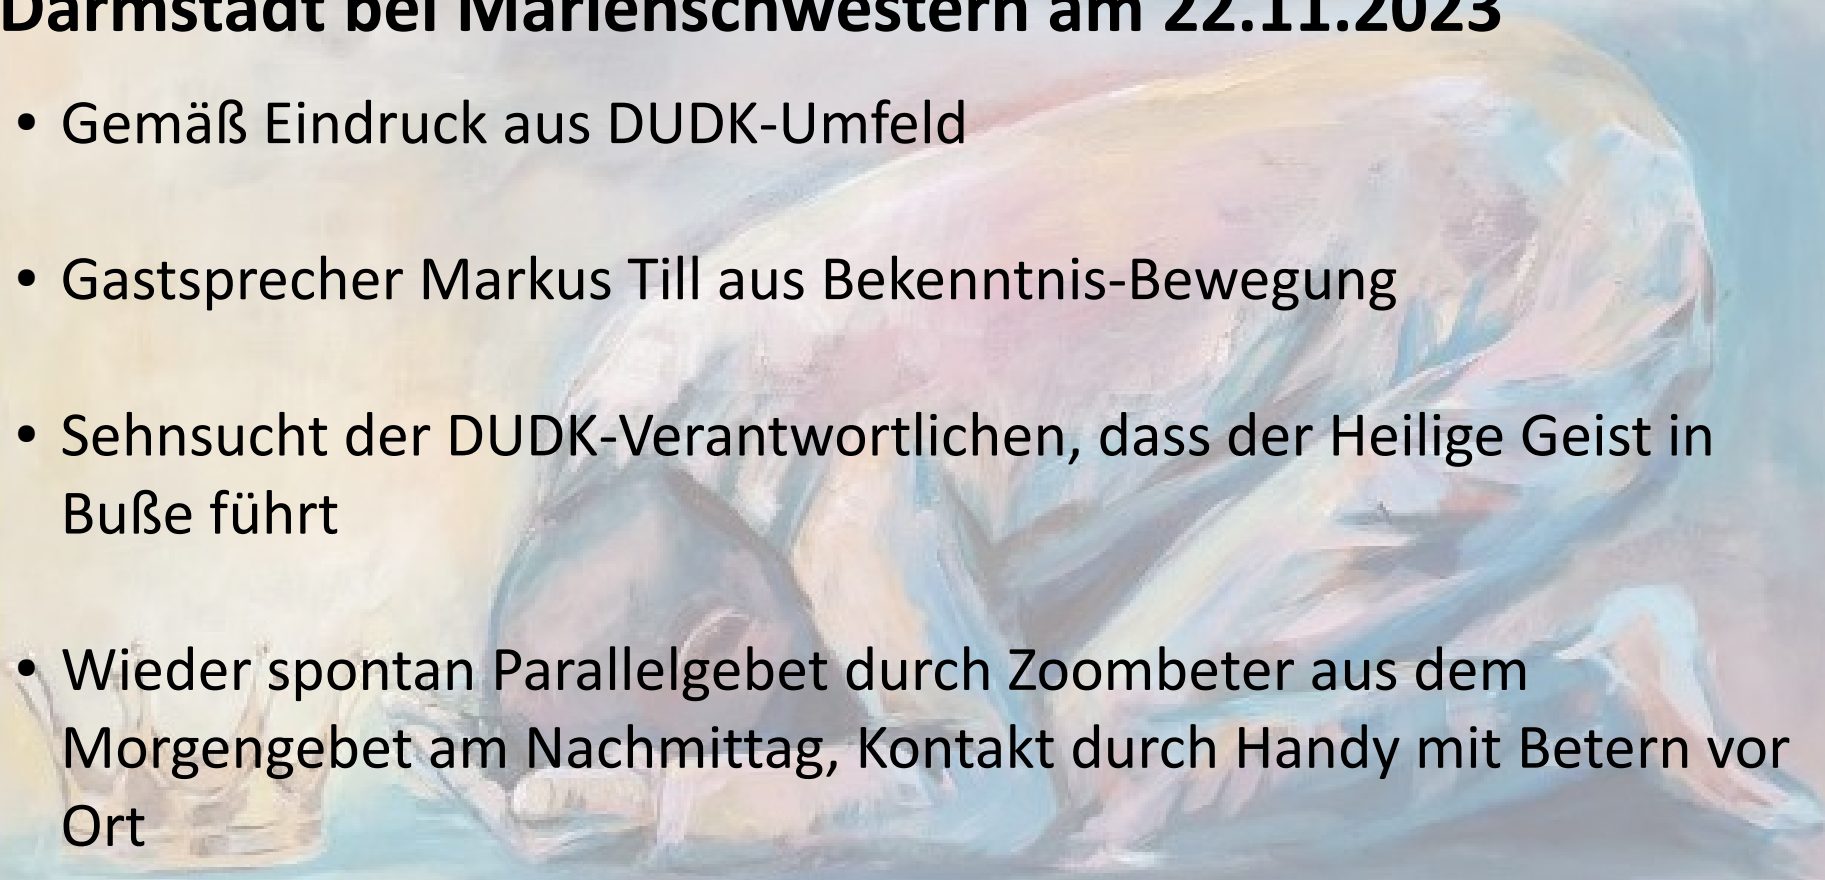 Darmstadt bei Marienschwestern am 22.11.2023
• Gemäß Eindruck aus DUDK-Umfeld
• Gastsprecher Markus Till aus Bekenntnis-Bewegung
• Sehnsucht der DUDK-Verantwortlichen, dass der Heilige Geist in
Buße führt
• Wieder spontan Parallelgebet durch Zoombeter aus dem
Morgengebet am Nachmittag, Kontakt durch Handy mit Betern vor
Ort